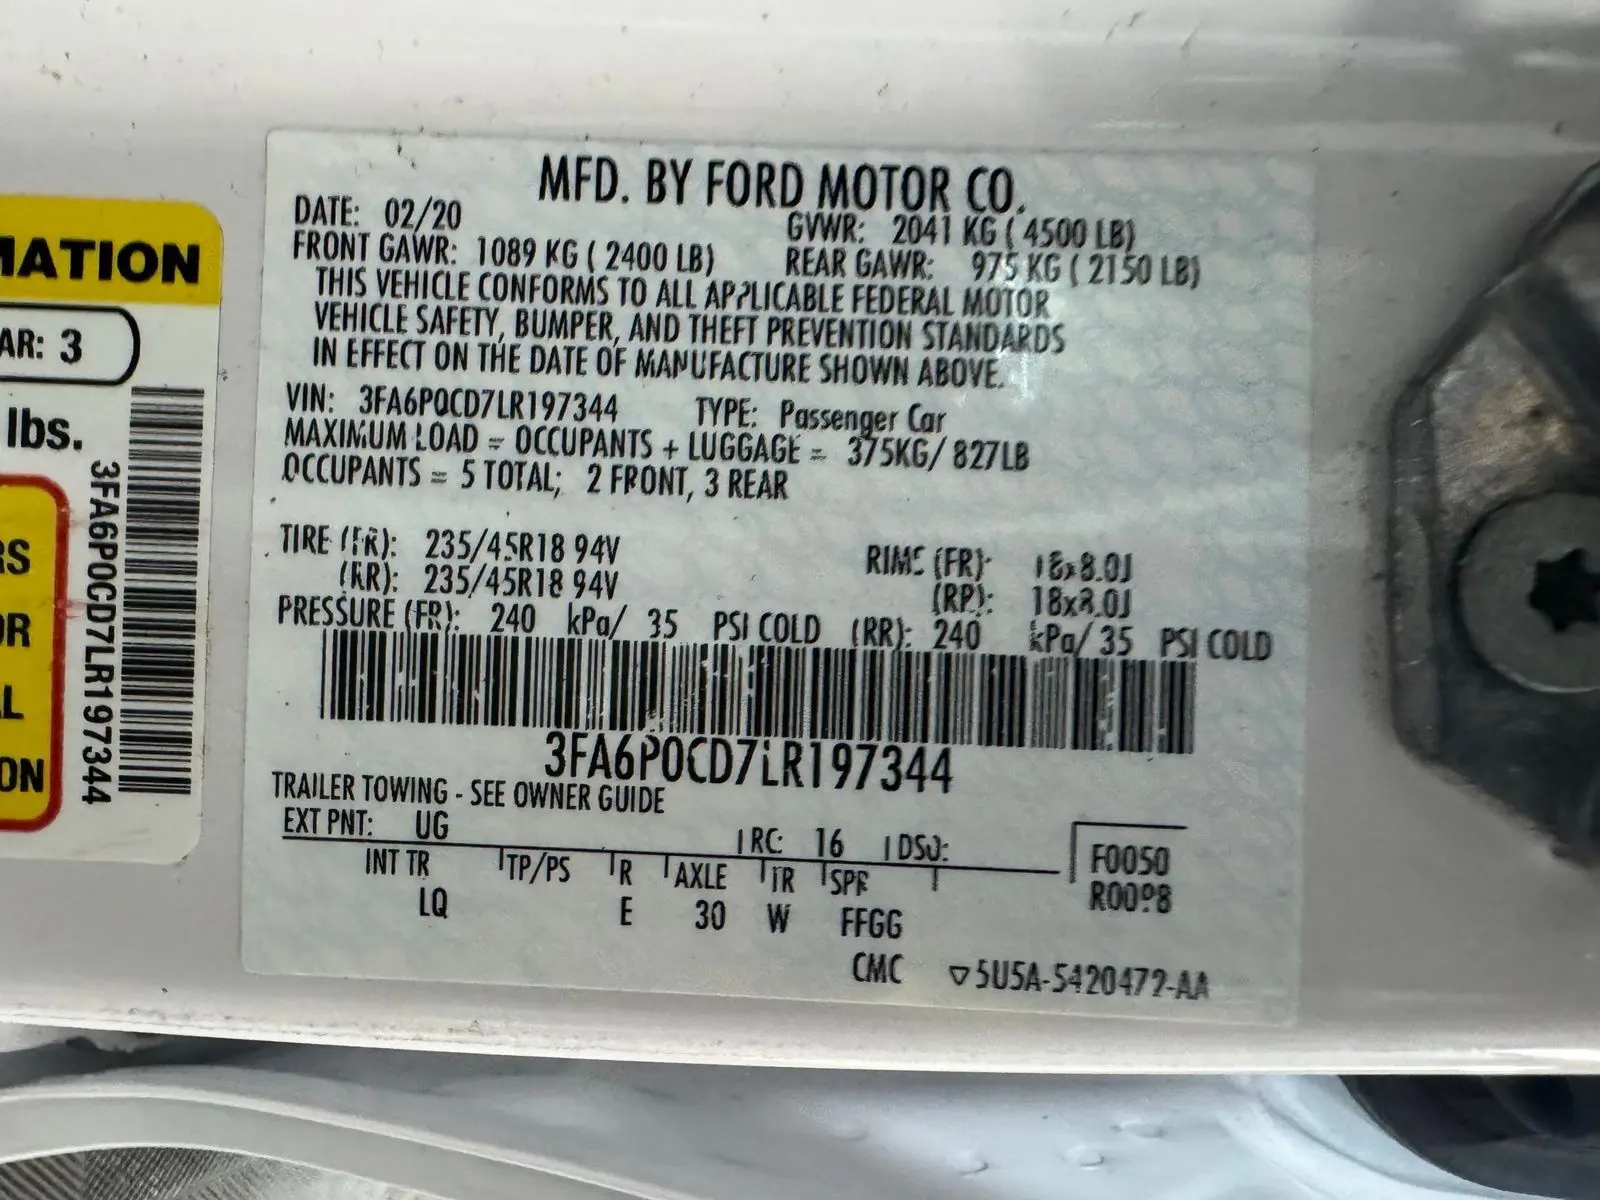 MATION
AR: 3
lbs.
RS
OR
AL
ON
3FA6P0CD7LR197344
MFD. BY FORD MOTOR CO.
DATE: 02/20 GVWR: 2041 KG ( 4500 LB)
FRONT GAWR: 1089 KG ( 2400 LB) REAR GAWR: 975 KG ( 2150 LB)
THIS VEHICLE CONFORMS TO ALL APPLICABLE FEDERAL MOTOR
VEHICLE SAFETY, BUMPER, AND THEFT PREVENTION STANDARDS
IN EFFECT ON THE DATE OF MANUFACTURE SHOWN ABOVE.
VIN: 3FA6P0CD7LR197344 TYPE: Passenger Car
MAXIMUM LOAD = OCCUPANTS + LUGGAGE = 375KG/ 827LB
OCCUPANTS = 5 TOTAL; 2 FRONT, 3 REAR
TIRE (FR): 235/45R18 94V RIMS (FR): 18x8.0J
(RR): 235/45R18 94V (RR): 18x8.0J
PRESSURE (FR): 240 kPa/ 35 PSI COLD (RR): 240 kPa/ 35 PSI COLD
3FA6P0CD7LR197344
TRAILER TOWING - SEE OWNER GUIDE
EXT PNT: UG RC: 16 DSO: F0050
INT TR TP/PS R AXLE TR SPR
LQ E 30 W FFGG
CMC ▽5U5A-5420472-AA